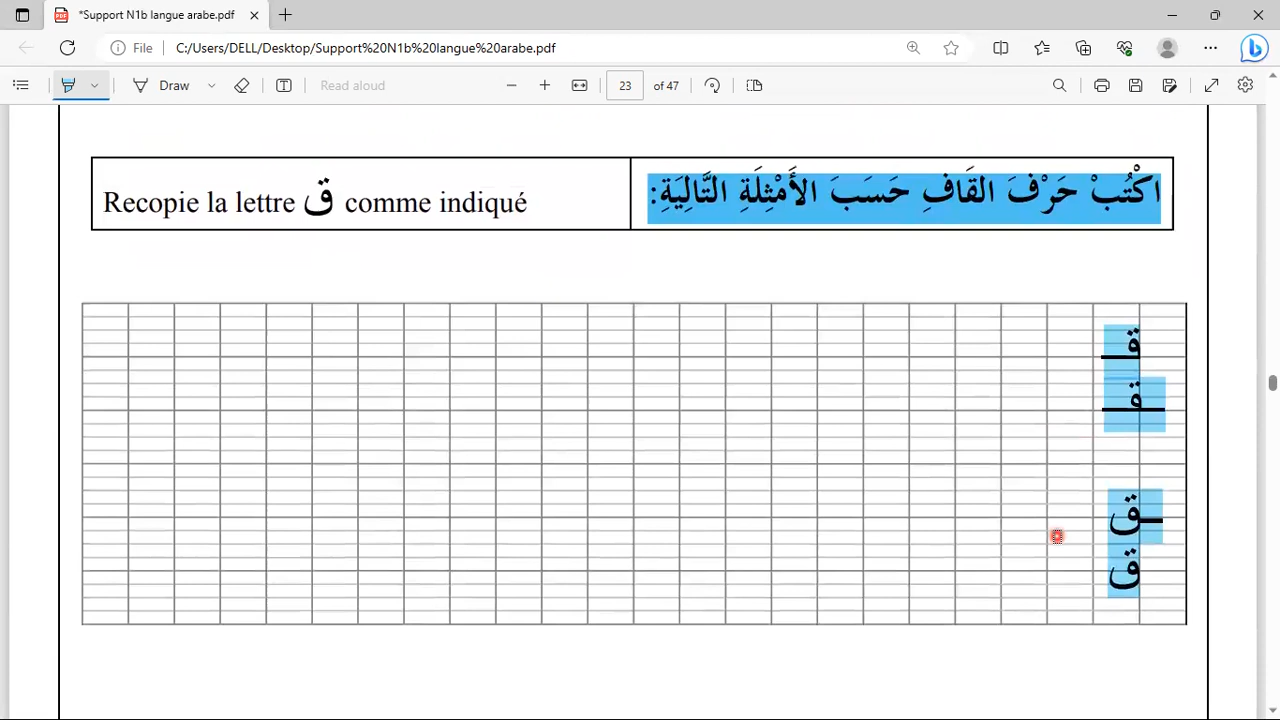 *Support N1b langue arabe.pdf
File C:/Users/DELL/Desktop/Support%20N1b%20langue%20arabe.pdf
Draw Read aloud 23 of 47
Recopie la lettre ق comme indiqué
اكْتُبْ حَرْفَ القَافِ حَسَبَ الأَمْثِلَةِ التَّالِيَةِ:
قـ
ـقـ
ـق
ق